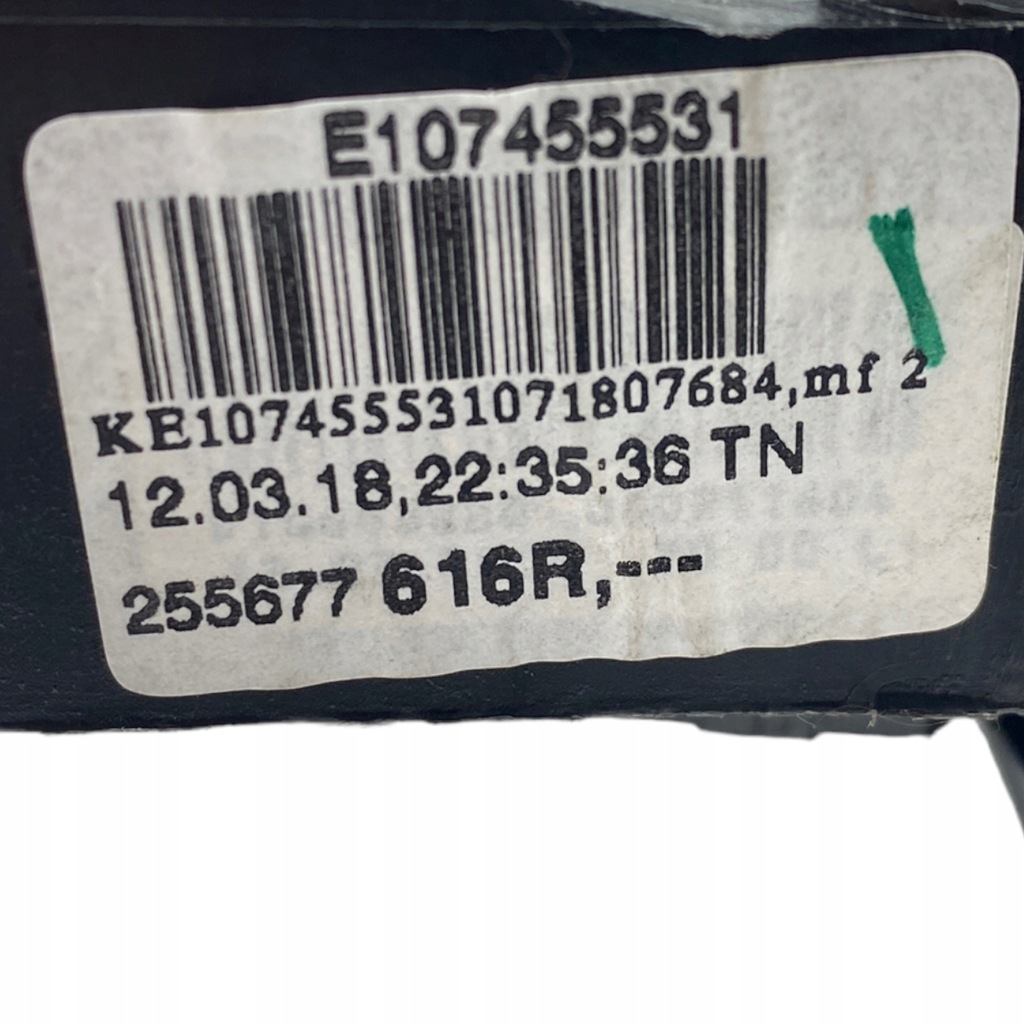 E107455531
KE107455531071807684,mf 2
12.03.18,22:35:36 TN
255677 616R,---